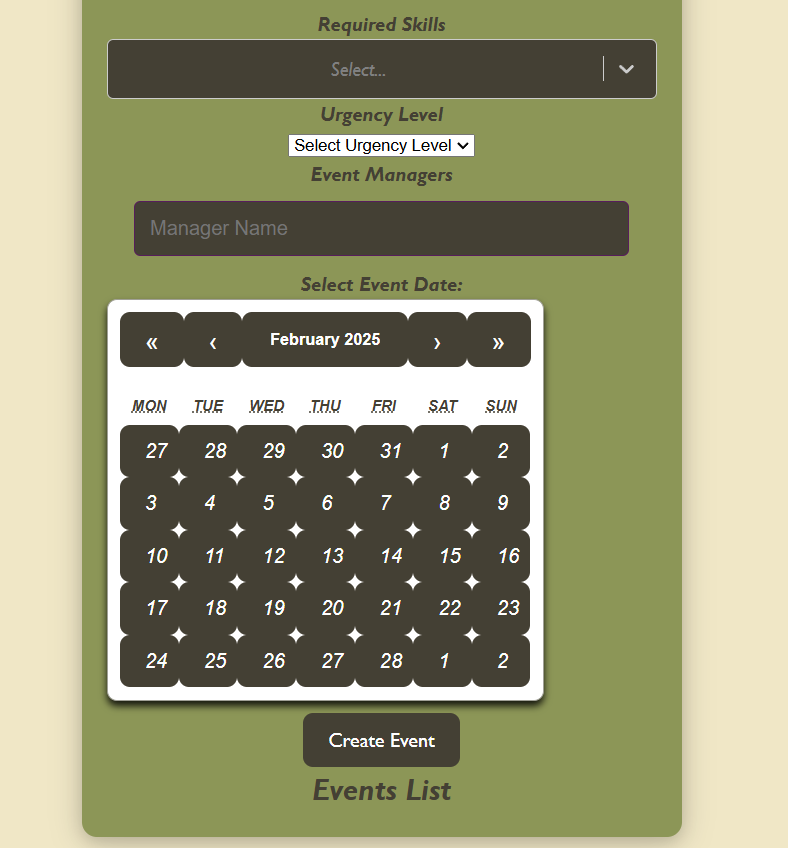 Required Skills
Select...
Urgency Level
Select Urgency Level
Event Managers
Manager Name
Select Event Date:
« ‹ February 2025 › »
MON TUE WED THU FRI SAT SUN
27 28 29 30 31 1 2
3 4 5 6 7 8 9
10 11 12 13 14 15 16
17 18 19 20 21 22 23
24 25 26 27 28 1 2
Create Event
Events List